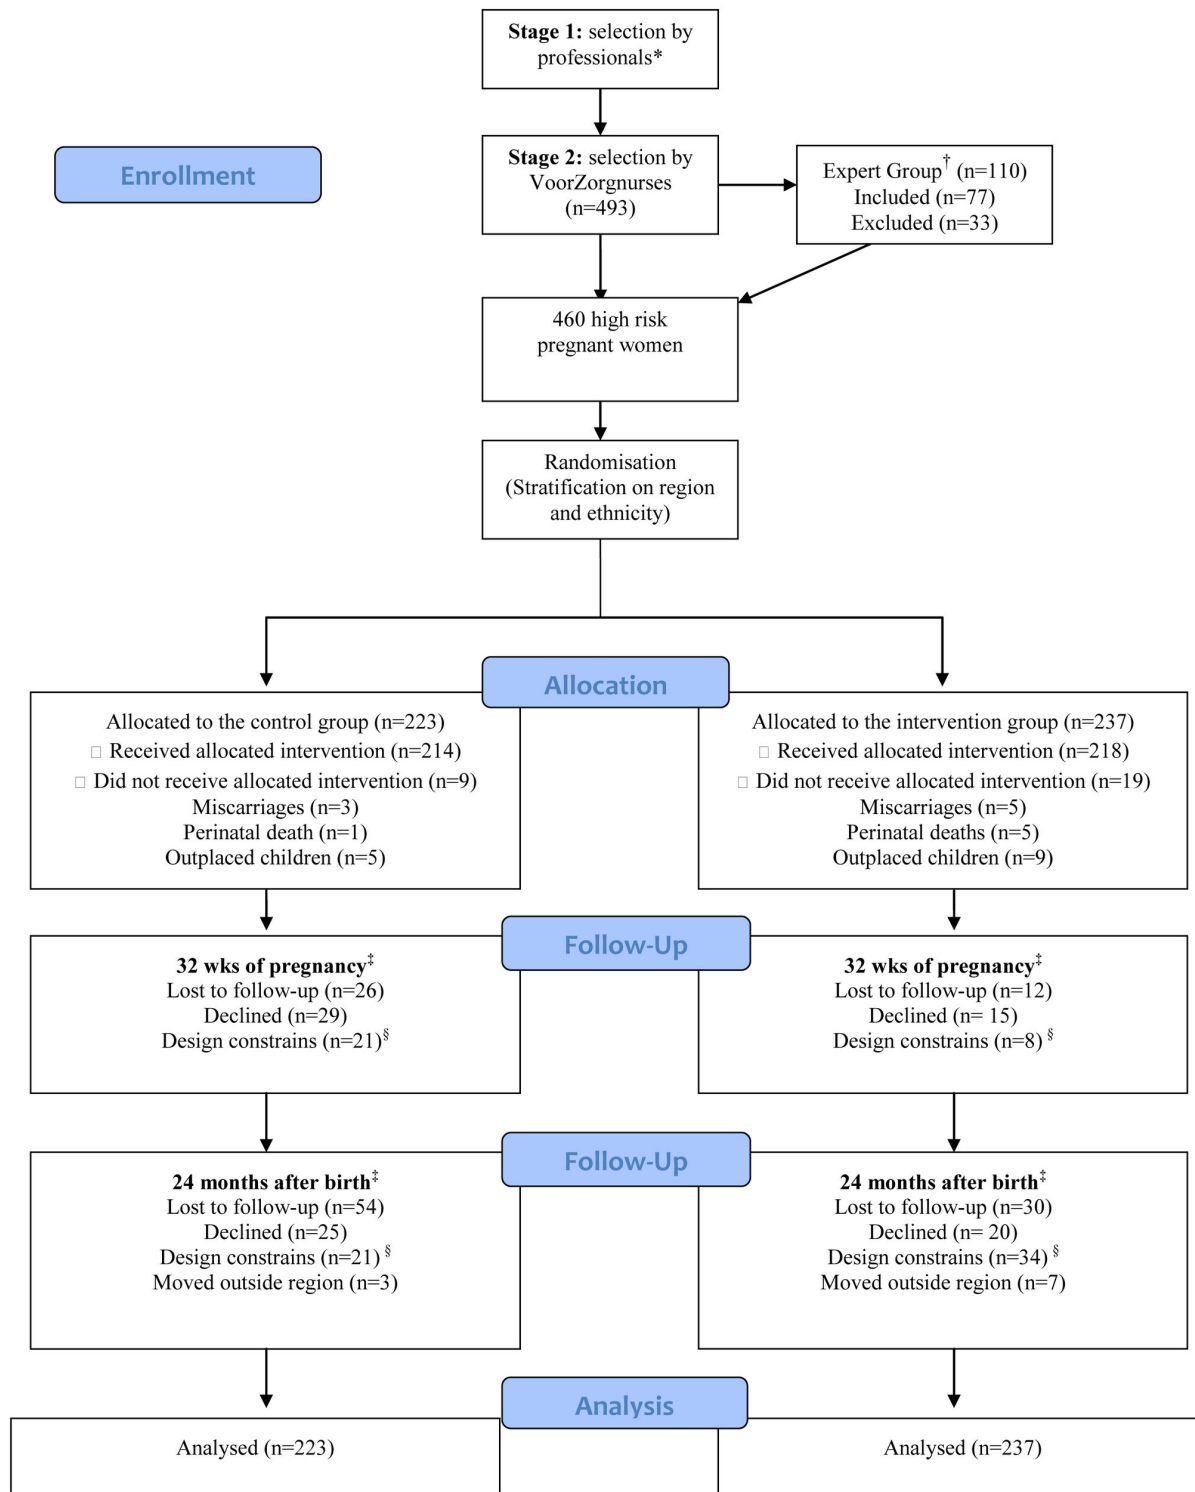 Stage 1: selection by
professionals*
Enrollment
Stage 2: selection by
VoorZorgnurses
(n=493)
Expert Group† (n=110)
Included (n=77)
Excluded (n=33)
460 high risk
pregnant women
Randomisation
(Stratification on region
and ethnicity)
Allocation
Allocated to the control group (n=223)
□ Received allocated intervention (n=214)
□ Did not receive allocated intervention (n=9)
Miscarriages (n=3)
Perinatal death (n=1)
Outplaced children (n=5)
Allocated to the intervention group (n=237)
□ Received allocated intervention (n=218)
□ Did not receive allocated intervention (n=19)
Miscarriages (n=5)
Perinatal deaths (n=5)
Outplaced children (n=9)
Follow-Up
32 wks of pregnancy‡
Lost to follow-up (n=26)
Declined (n=29)
Design constrains (n=21)§
32 wks of pregnancy‡
Lost to follow-up (n=12)
Declined (n= 15)
Design constrains (n=8) §
Follow-Up
24 months after birth‡
Lost to follow-up (n=54)
Declined (n=25)
Design constrains (n=21) §
Moved outside region (n=3)
24 months after birth‡
Lost to follow-up (n=30)
Declined (n= 20)
Design constrains (n=34) §
Moved outside region (n=7)
Analysis
Analysed (n=223)
Analysed (n=237)